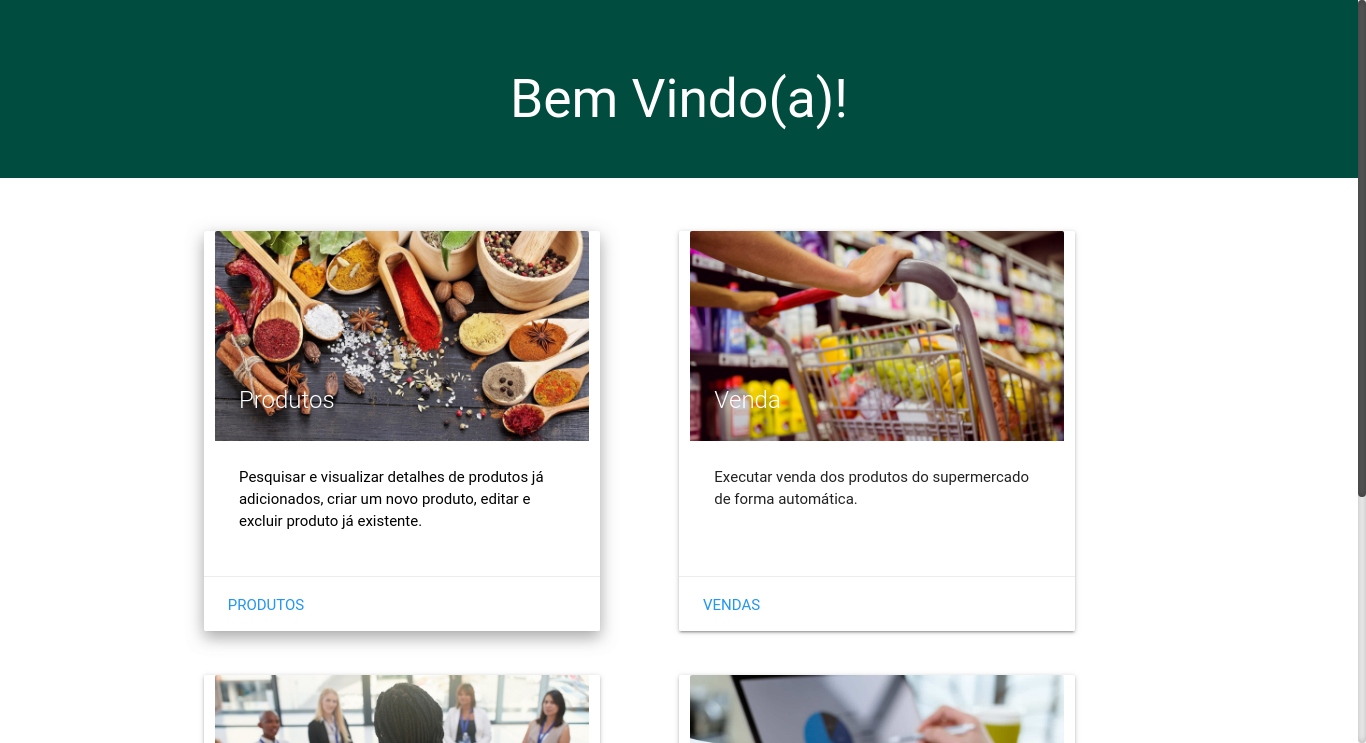 Bem Vindo(a)!
Produtos
Pesquisar e visualizar detalhes de produtos já
adicionados, criar um novo produto, editar e
excluir produto já existente.
PRODUTOS
Venda
Executar venda dos produtos do supermercado
de forma automática.
VENDAS